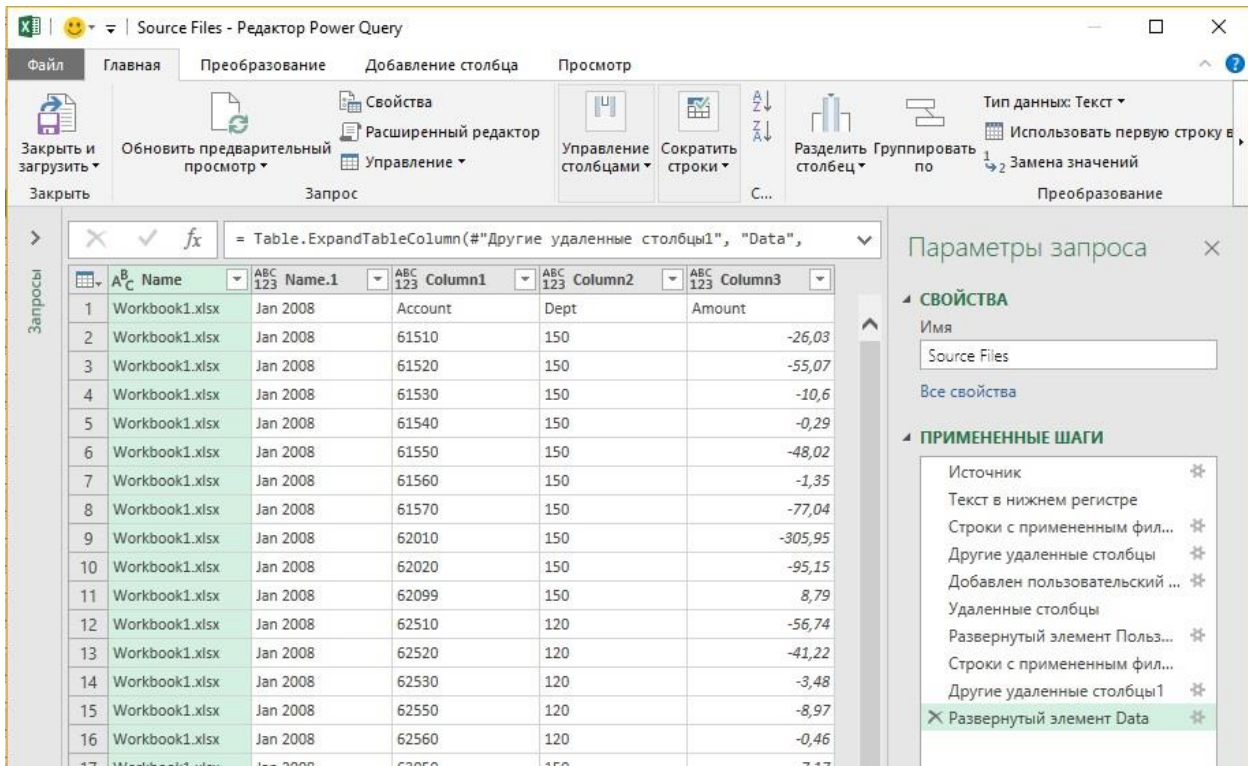 Source Files - Редактор Power Query
Файл Главная Преобразование Добавление столбца Просмотр
Закрыть и загрузить
Обновить предварительный просмотр
Свойства
Расширенный редактор
Управление
Управление столбцами
Сократить строки
Разделить столбец
Группировать по
Тип данных: Текст
Использовать первую строку в
Замена значений
Закрыть Запрос С... Преобразование
Запросы
fx = Table.ExpandTableColumn(#"Другие удаленные столбцы1", "Data",
ABC Name ABC 123 Name.1 ABC 123 Column1 ABC 123 Column2 ABC 123 Column3
1 Workbook1.xlsx Jan 2008 Account Dept Amount
2 Workbook1.xlsx Jan 2008 61510 150 -26,03
3 Workbook1.xlsx Jan 2008 61520 150 -55,07
4 Workbook1.xlsx Jan 2008 61530 150 -10,6
5 Workbook1.xlsx Jan 2008 61540 150 -0,29
6 Workbook1.xlsx Jan 2008 61550 150 -48,02
7 Workbook1.xlsx Jan 2008 61560 150 -1,35
8 Workbook1.xlsx Jan 2008 61570 150 -77,04
9 Workbook1.xlsx Jan 2008 62010 150 -305,95
10 Workbook1.xlsx Jan 2008 62020 150 -95,15
11 Workbook1.xlsx Jan 2008 62099 150 8,79
12 Workbook1.xlsx Jan 2008 62510 120 -56,74
13 Workbook1.xlsx Jan 2008 62520 120 -41,22
14 Workbook1.xlsx Jan 2008 62530 120 -3,48
15 Workbook1.xlsx Jan 2008 62550 120 -8,97
16 Workbook1.xlsx Jan 2008 62560 120 -0,46
Параметры запроса
СВОЙСТВА
Имя
Source Files
Все свойства
ПРИМЕНЕННЫЕ ШАГИ
Источник
Текст в нижнем регистре
Строки с примененным фил...
Другие удаленные столбцы
Добавлен пользовательский ...
Удаленные столбцы
Развернутый элемент Польз...
Строки с примененным фил...
Другие удаленные столбцы1
Развернутый элемент Data